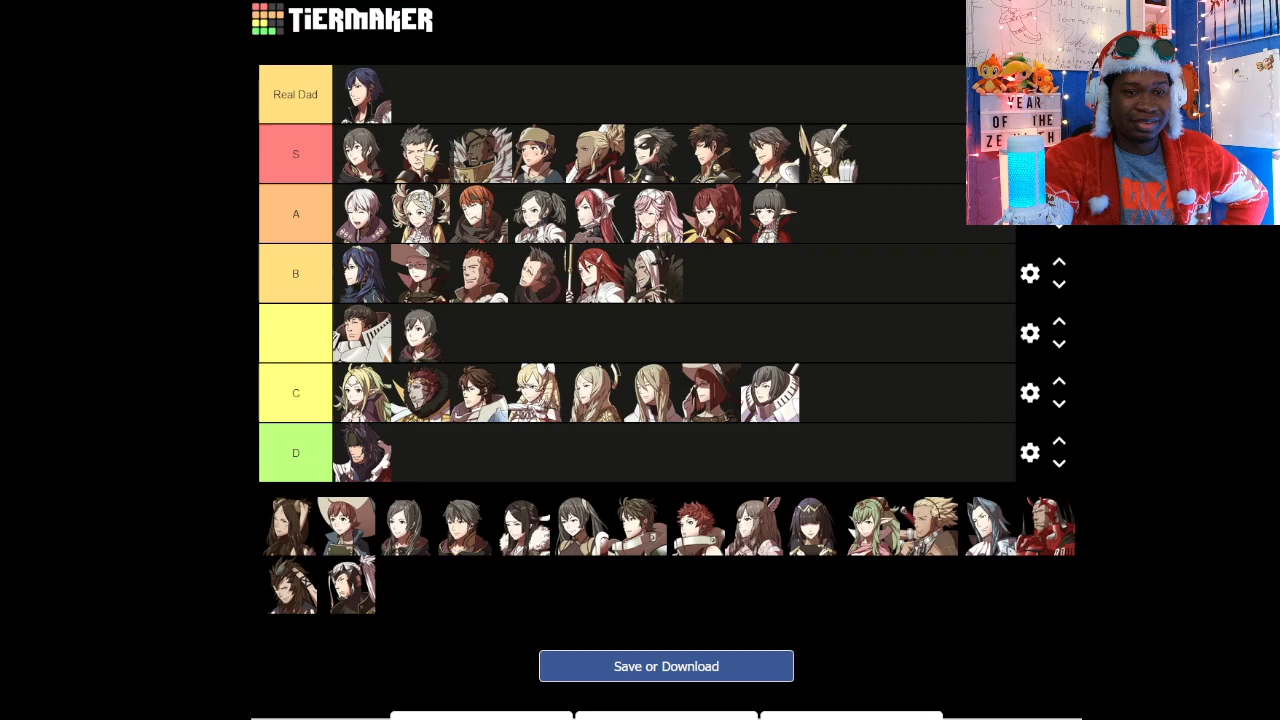 TiERMAKER
Real Dad
S
A
B
C
D
YEAR
OF THE
Save or Download